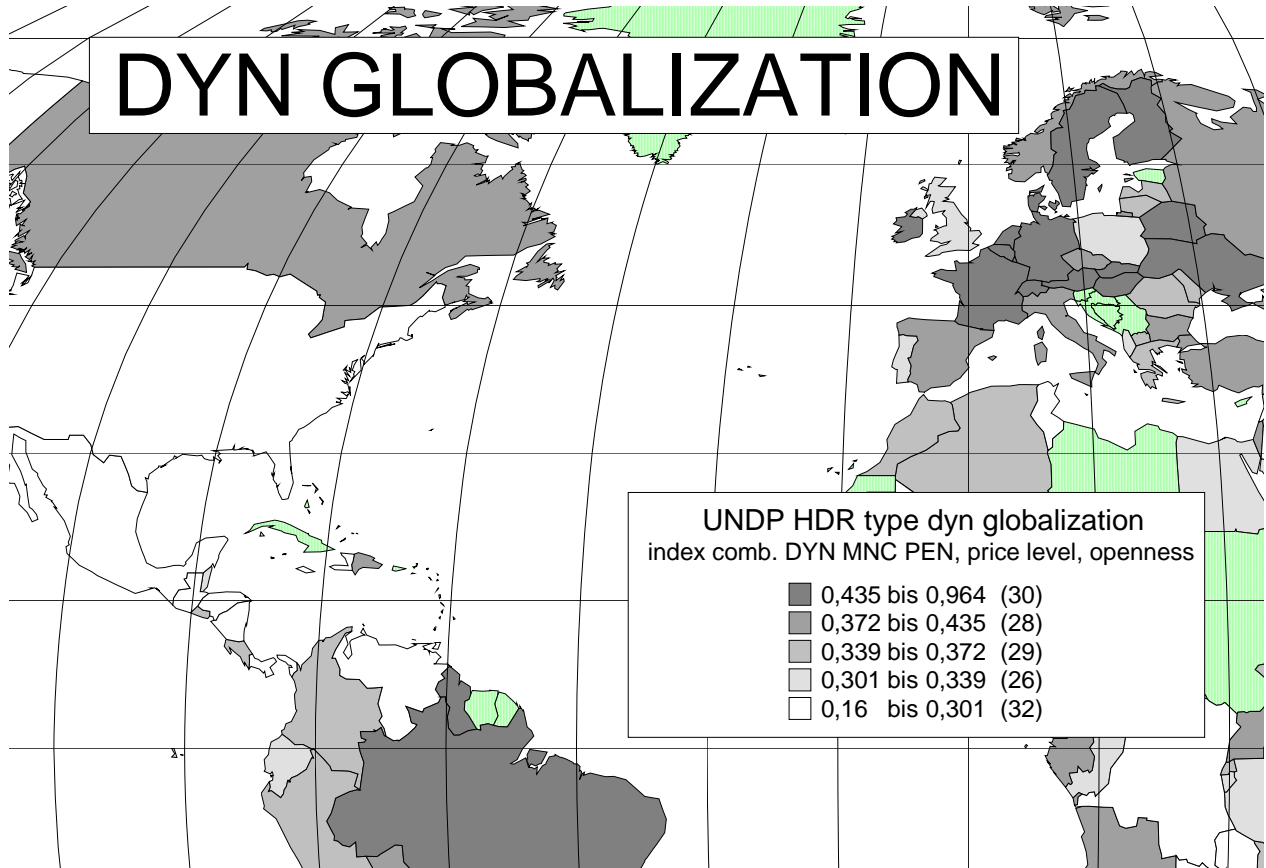 DYN GLOBALIZATION
UNDP HDR type dyn globalization
index comb. DYN MNC PEN, price level, openness
0,435 bis 0,964 (30)
0,372 bis 0,435 (28)
0,339 bis 0,372 (29)
0,301 bis 0,339 (26)
0,16 bis 0,301 (32)